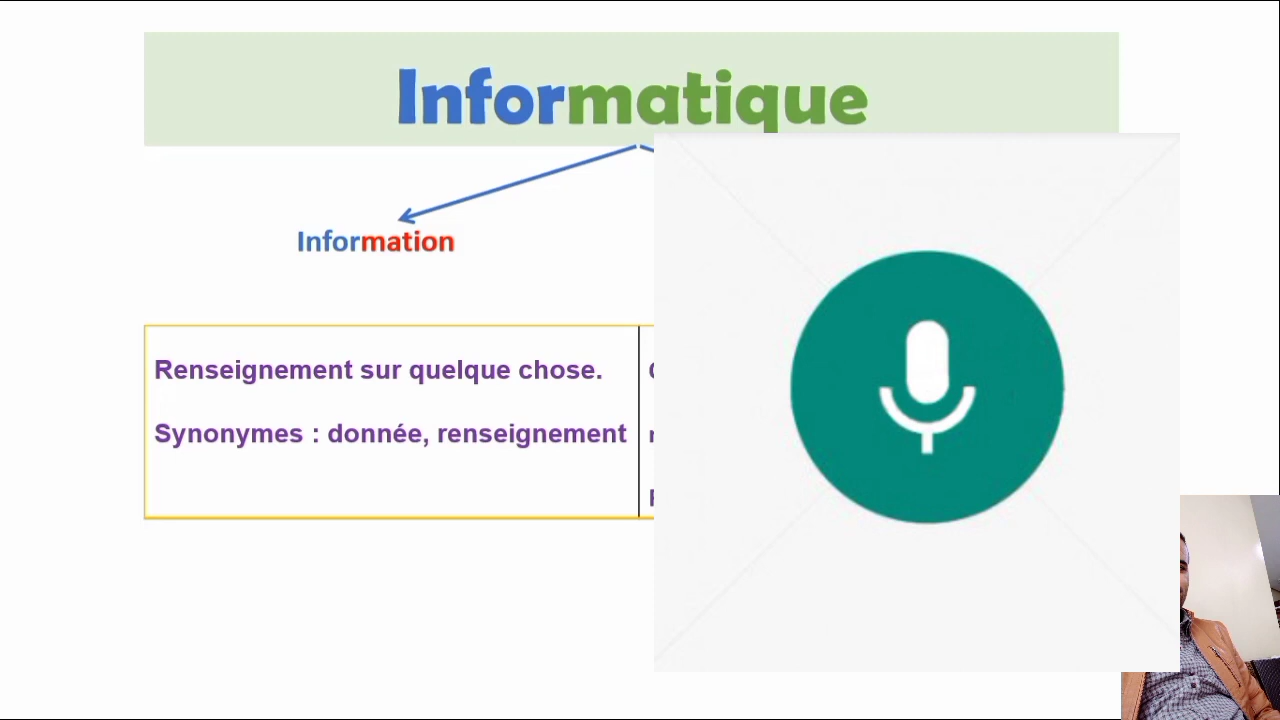 Informatique
Information
Renseignement sur quelque chose.
Synonymes : donnée, renseignement